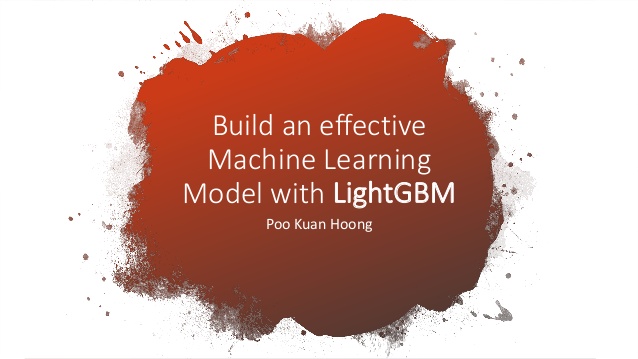 Build an effective
Machine Learning
Model with LightGBM
Poo Kuan Hoong